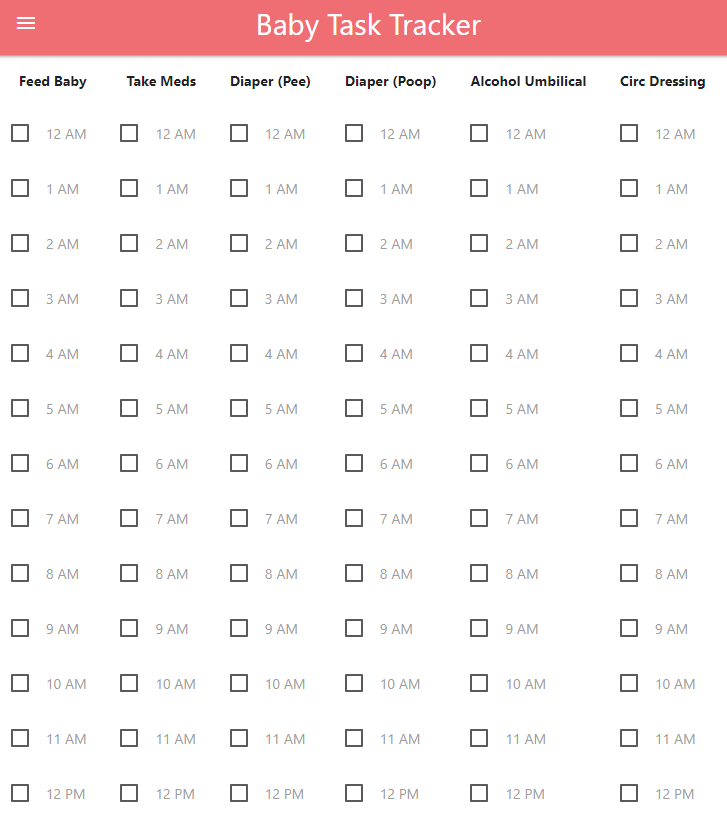 Baby Task Tracker
Feed Baby Take Meds Diaper (Pee) Diaper (Poop) Alcohol Umbilical Circ Dressing
12 AM 12 AM 12 AM 12 AM 12 AM 12 AM
1 AM 1 AM 1 AM 1 AM 1 AM 1 AM
2 AM 2 AM 2 AM 2 AM 2 AM 2 AM
3 AM 3 AM 3 AM 3 AM 3 AM 3 AM
4 AM 4 AM 4 AM 4 AM 4 AM 4 AM
5 AM 5 AM 5 AM 5 AM 5 AM 5 AM
6 AM 6 AM 6 AM 6 AM 6 AM 6 AM
7 AM 7 AM 7 AM 7 AM 7 AM 7 AM
8 AM 8 AM 8 AM 8 AM 8 AM 8 AM
9 AM 9 AM 9 AM 9 AM 9 AM 9 AM
10 AM 10 AM 10 AM 10 AM 10 AM 10 AM
11 AM 11 AM 11 AM 11 AM 11 AM 11 AM
12 PM 12 PM 12 PM 12 PM 12 PM 12 PM